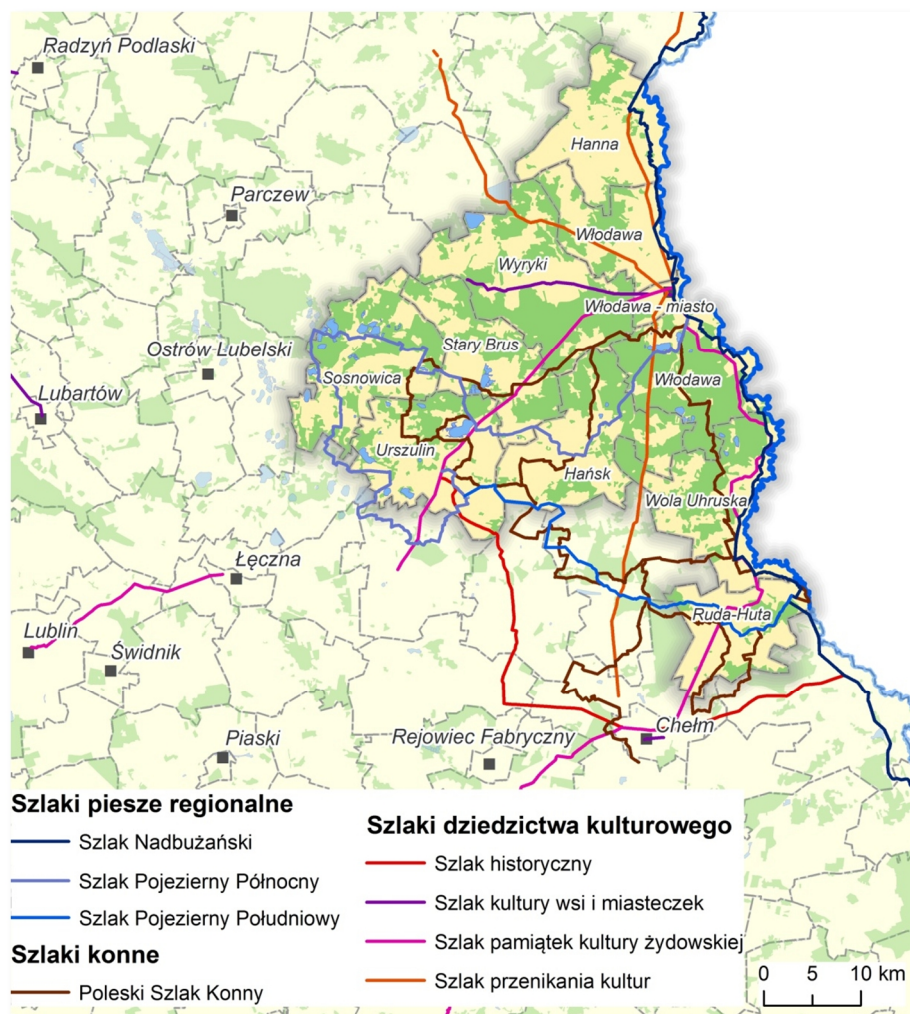 Radzyń Podlaski
Hanna
Parczew
Włodawa
Wyryki
Włodawa - miasto
Ostrów Lubelski
Stary Brus
Sosnowica
Włodawa
Lubartów
Urszulin
Hańsk
Wola Uhruska
Łęczna
Ruda-Huta
Lublin
Świdnik
Piaski
Rejowiec Fabryczny
Chełm
Szlaki piesze regionalne
Szlak Nadbużański
Szlak Pojezierny Północny
Szlak Pojezierny Południowy
Szlaki konne
Poleski Szlak Konny
Szlaki dziedzictwa kulturowego
Szlak historyczny
Szlak kultury wsi i miasteczek
Szlak pamiątek kultury żydowskiej
Szlak przenikania kultur
0 5 10 km